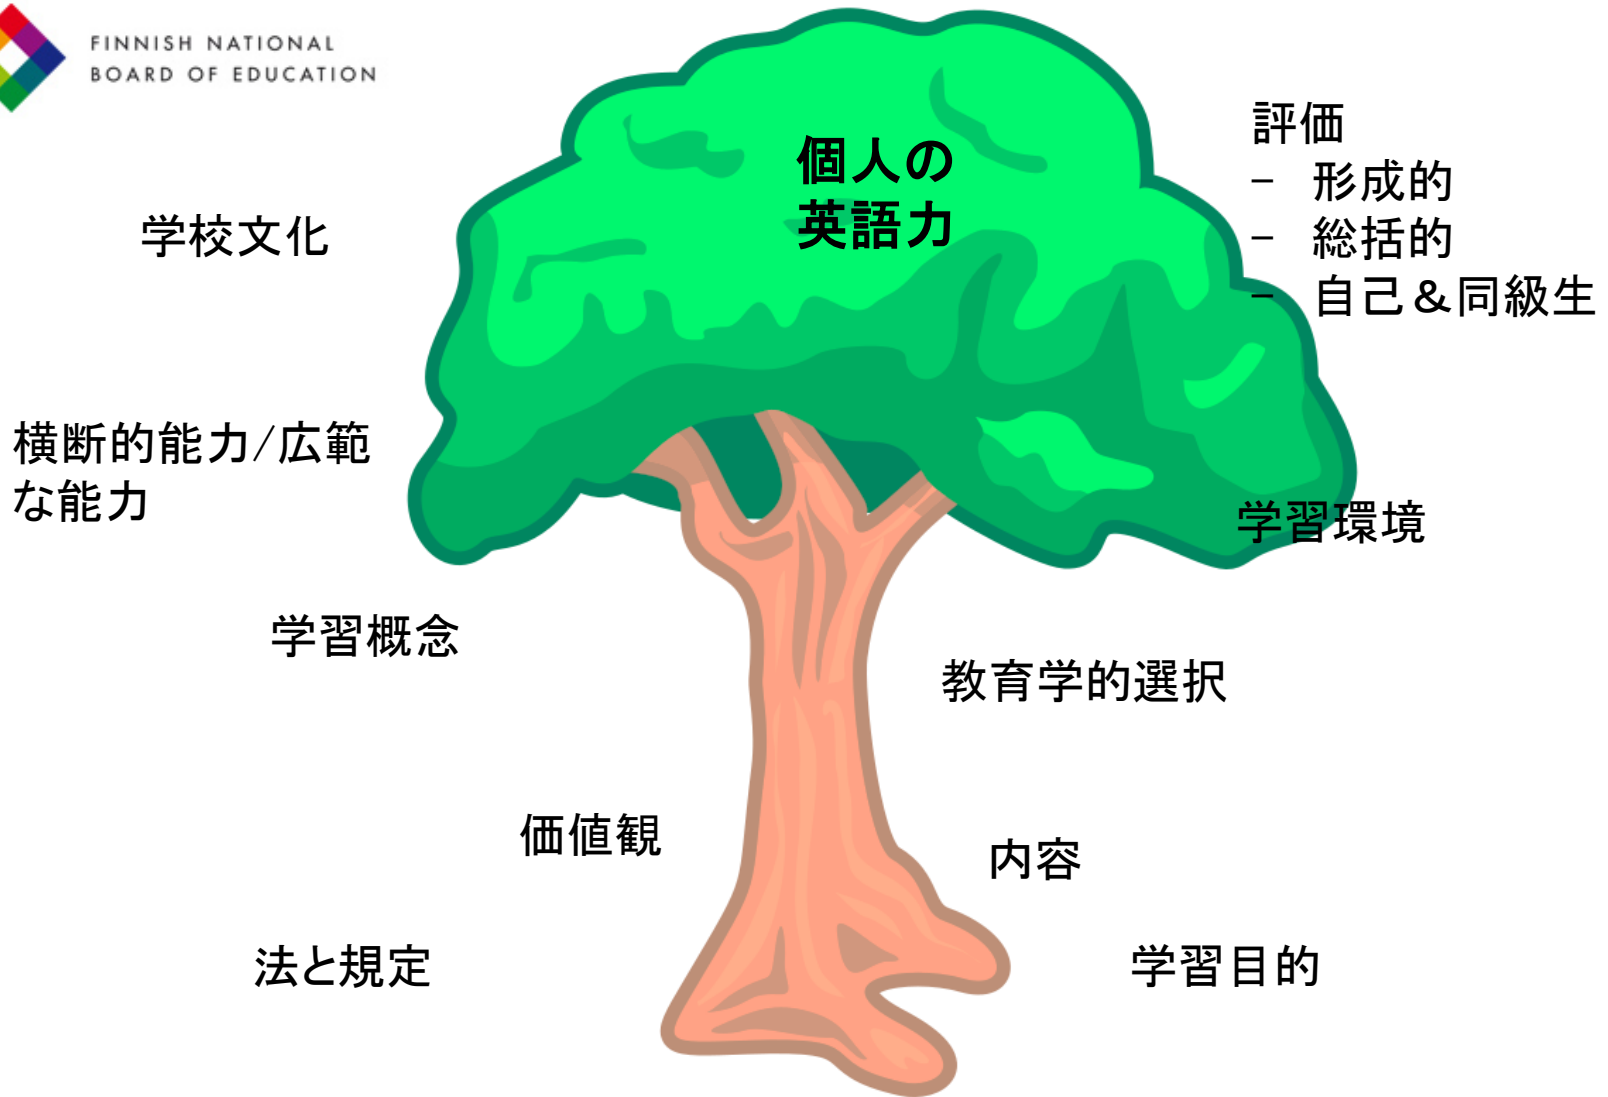 FINNISH NATIONAL
BOARD OF EDUCATION
個人の
英語力
評価
- 形成的
- 総括的
- 自己＆同級生
学校文化
横断的能力/広範
な能力
学習環境
学習概念
教育学的選択
価値観
内容
法と規定
学習目的